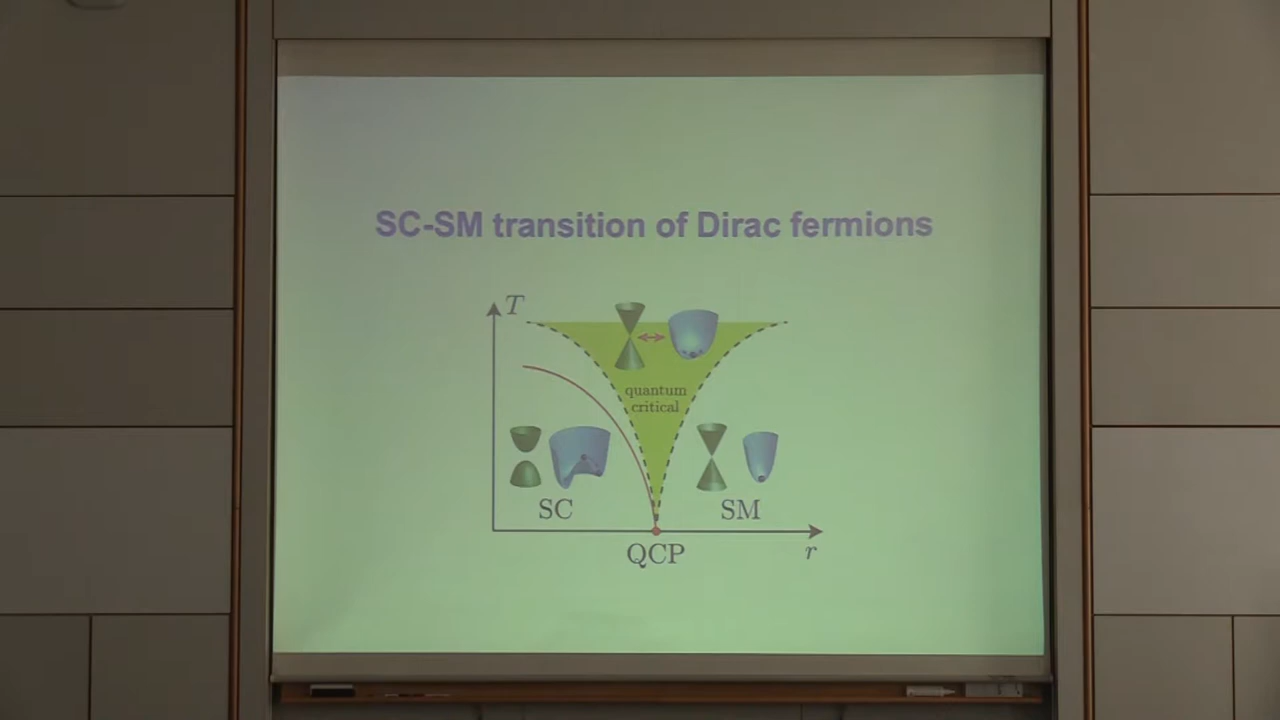 SC-SM transition of Dirac fermions
T
quantum
critical
SC
SM
QCP
r